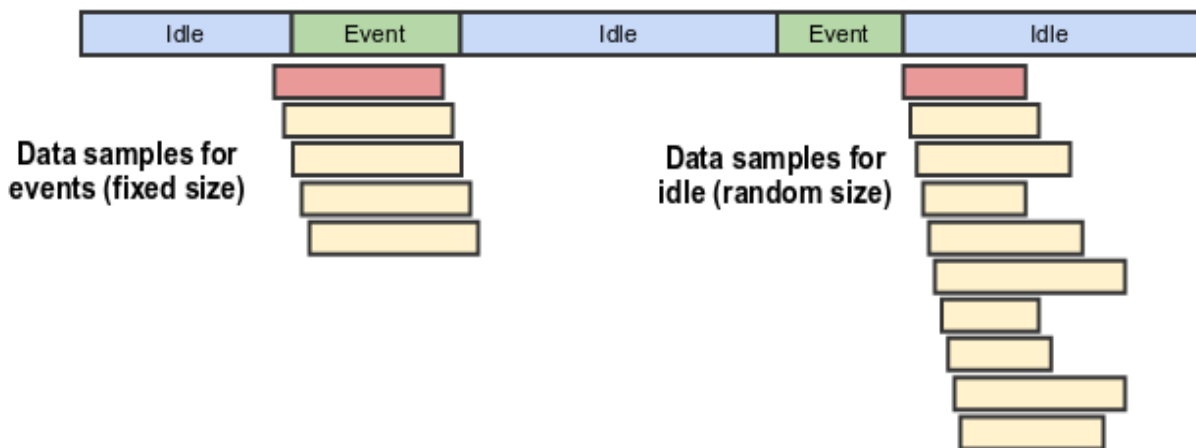 Idle Event Idle Event Idle
Data samples for
events (fixed size)
Data samples for
idle (random size)